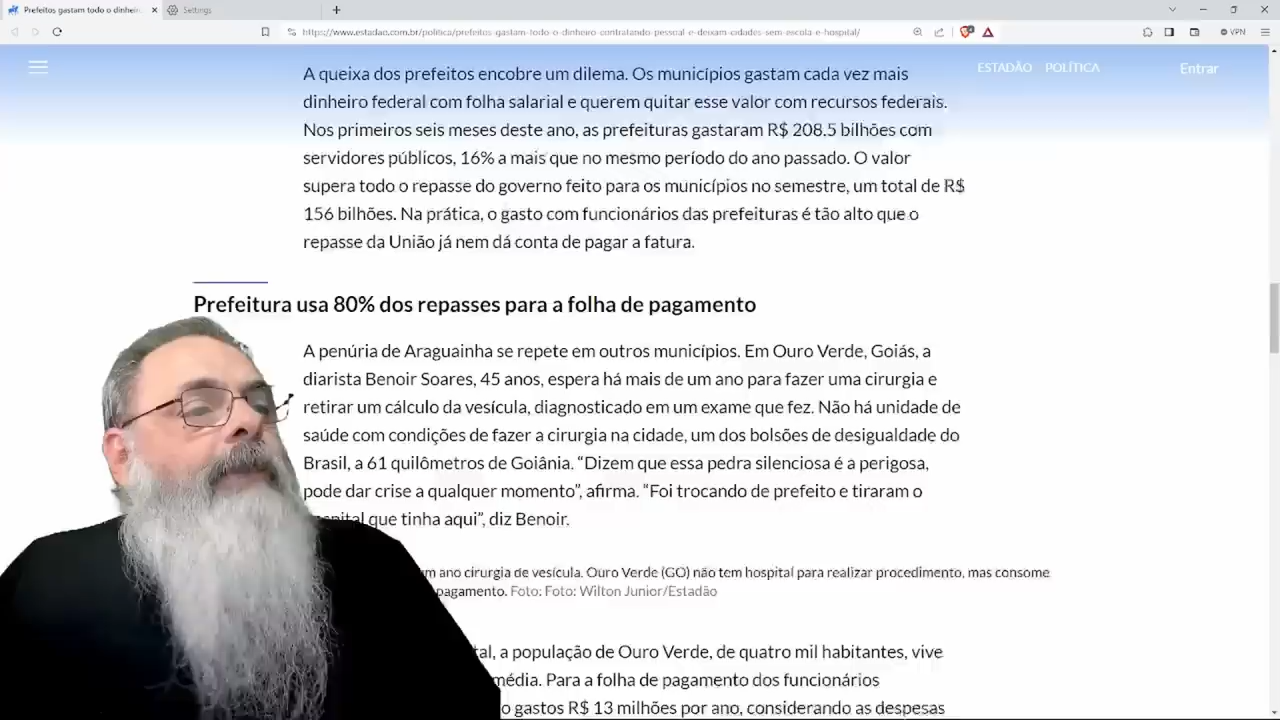 Prefeitos gastam todo o dinheir
Settings
https://www.estadao.com.br/politica/prefeitos-gastam-todo-o-dinheiro-contratando-pessoal-e-deixam-cidades-sem-escola-e-hospital/
VPN
ESTADÃO POLÍTICA
Entrar
A queixa dos prefeitos encobre um dilema. Os municípios gastam cada vez mais
dinheiro federal com folha salarial e querem quitar esse valor com recursos federais.
Nos primeiros seis meses deste ano, as prefeituras gastaram R$ 208.5 bilhões com
servidores públicos, 16% a mais que no mesmo período do ano passado. O valor
supera todo o repasse do governo feito para os municípios no semestre, um total de R$
156 bilhões. Na prática, o gasto com funcionários das prefeituras é tão alto que o
repasse da União já nem dá conta de pagar a fatura.
Prefeitura usa 80% dos repasses para a folha de pagamento
A penúria de Araguainha se repete em outros municípios. Em Ouro Verde, Goiás, a
diarista Benoir Soares, 45 anos, espera há mais de um ano para fazer uma cirurgia e
retirar um cálculo da vesícula, diagnosticado em um exame que fez. Não há unidade de
saúde com condições de fazer a cirurgia na cidade, um dos bolsões de desigualdade do
Brasil, a 61 quilômetros de Goiânia. “Dizem que essa pedra silenciosa é a perigosa,
pode dar crise a qualquer momento”, afirma. “Foi trocando de prefeito e tiraram o
que tinha aqui”, diz Benoir.
ano cirurgia de vesícula. Ouro Verde (GO) não tem hospital para realizar procedimento, mas consome
pagamento. Foto: Foto: Wilton Junior/Estadão
a população de Ouro Verde, de quatro mil habitantes, vive
média. Para a folha de pagamento dos funcionários
gastos R$ 13 milhões por ano, considerando as despesas